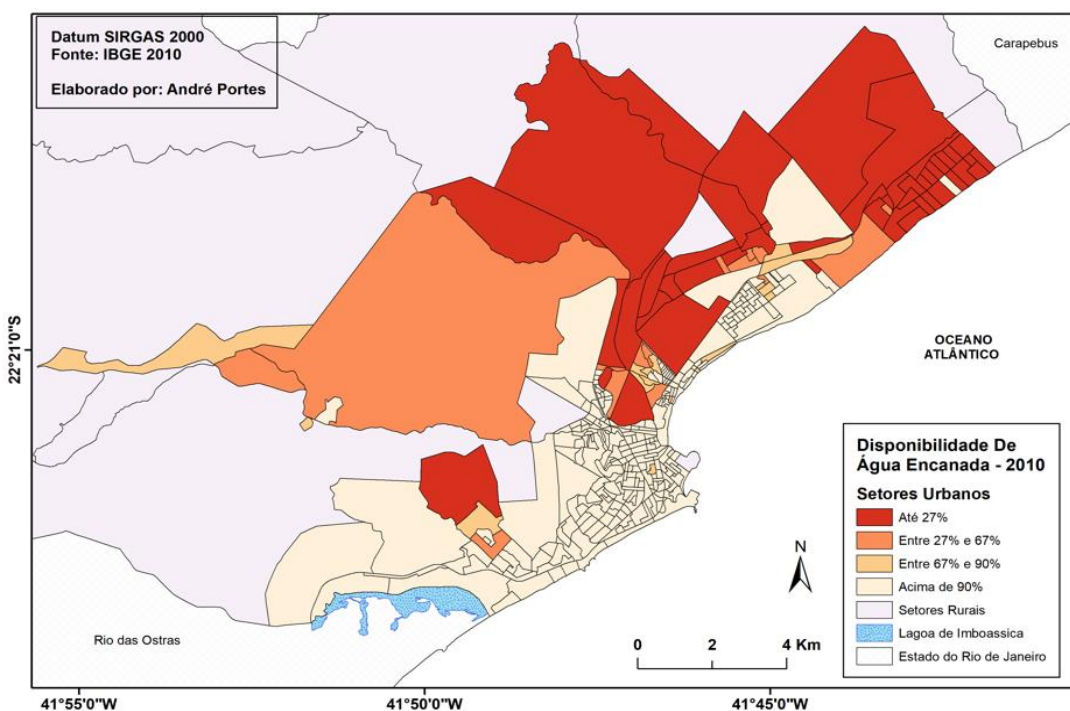 Datum SIRGAS 2000
Fonte: IBGE 2010
Elaborado por: André Portes
Carapebus
22°21'0"S
OCEANO
ATLÂNTICO
Disponibilidade De
Água Encanada - 2010
Setores Urbanos
Até 27%
Entre 27% e 67%
Entre 67% e 90%
Acima de 90%
Setores Rurais
Lagoa de Imboassica
Estado do Rio de Janeiro
N
0 2 4 Km
Rio das Ostras
41°55'0"W 41°50'0"W 41°45'0"W